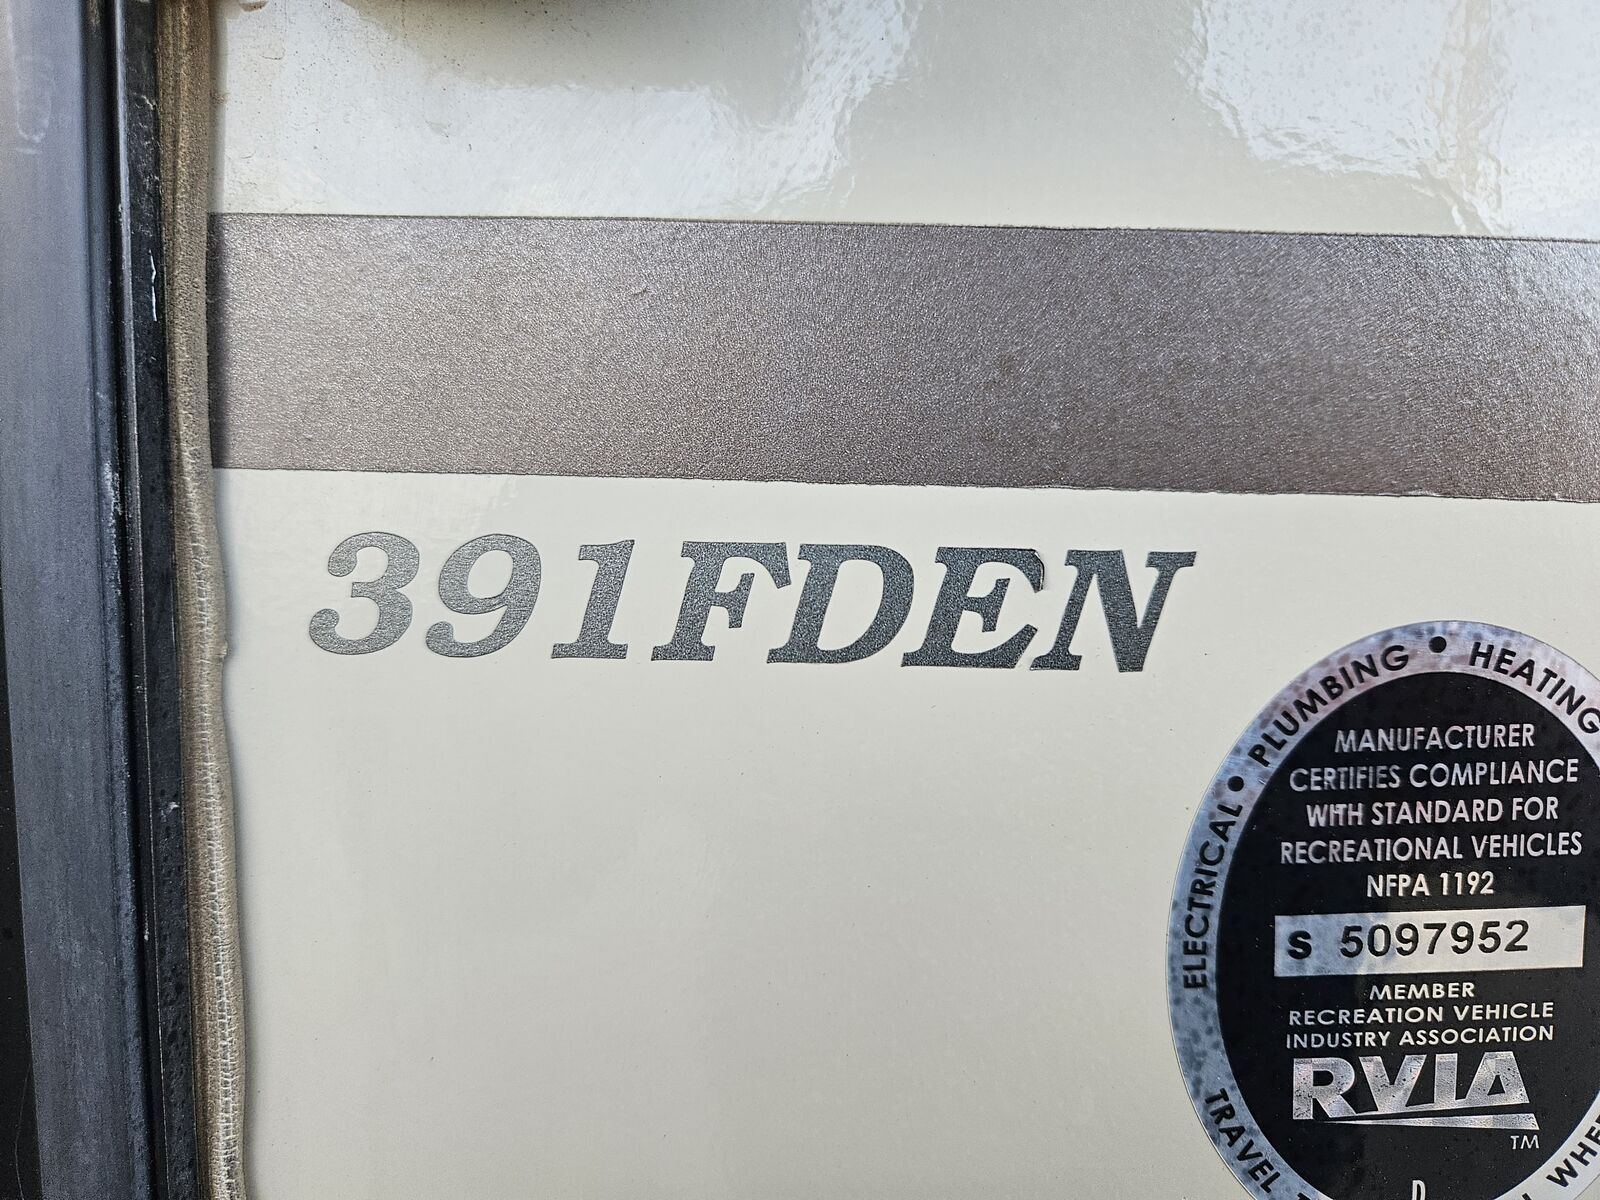 391FDEN
ELECTRICAL • PLUMBING • HEATING
MANUFACTURER
CERTIFIES COMPLIANCE
WITH STANDARD FOR
RECREATIONAL VEHICLES
NFPA 1192
S 5097952
MEMBER
RECREATION VEHICLE
INDUSTRY ASSOCIATION
RVIA
TM
TRAVEL